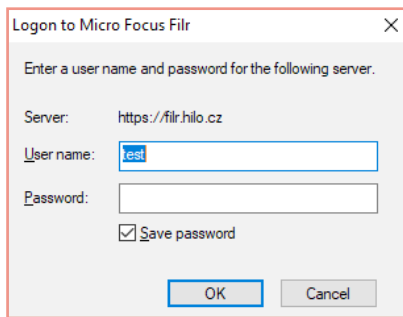 Logon to Micro Focus Filr
Enter a user name and password for the following server.
Server: https://filr.hilo.cz
User name: test
Password:
Save password
OK Cancel